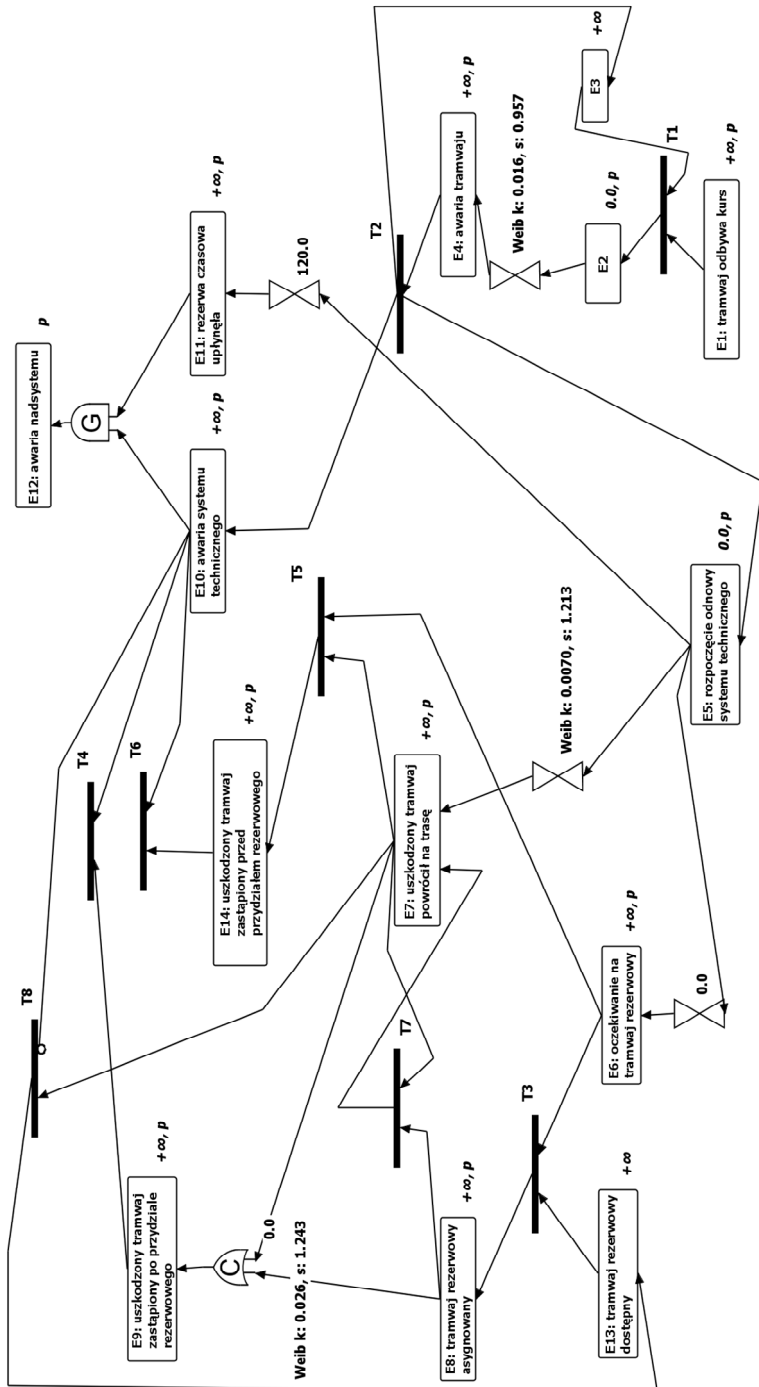 T8
E9: uszkodzony tramwaj
zastąpiony po przydziale
rezerwowego
+∞, p
C
0.0
Weib k: 0.026, s: 1.243
E8: tramwaj rezerwowy
asygnowany
+∞, p
T7
T3
E13: tramwaj rezerwowy
dostępny
+∞
T4
T6
E14: uszkodzony tramwaj
zastąpiony przed
przydziałem rezerwowego
+∞, p
T5
E7: uszkodzony tramwaj
powrócił na trasę
+∞, p
Weib k: 0.0070, s: 1.213
E6: oczekiwanie na
tramwaj rezerwowy
+∞, p
0.0
E5: rozpoczęcie odnowy
systemu technicznego
0.0, p
E12: awaria nadsystemu
p
G
E10: awaria systemu
technicznego
+∞, p
E11: rezerwa czasowa
upłynęła
+∞, p
120.0
T2
E4: awaria tramwaju
+∞, p
Weib k: 0.016, s: 0.957
E2
0.0, p
E3
+∞
T1
E1: tramwaj odbywa kurs
+∞, p